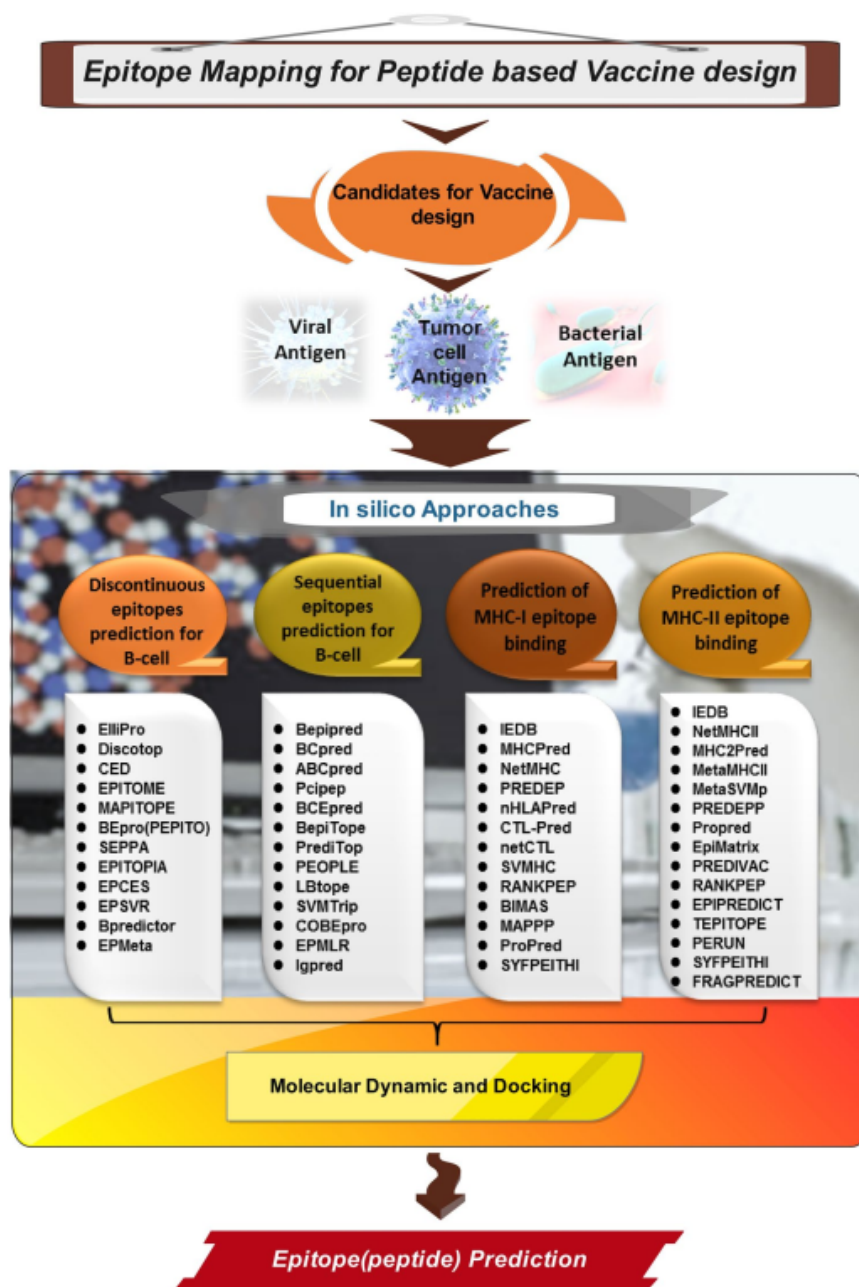 Epitope Mapping for Peptide based Vaccine design
Candidates for Vaccine
design
Viral
Antigen
Tumor
cell
Antigen
Bacterial
Antigen
In silico Approaches
Discontinuous
epitopes
prediction for
B-cell
Sequential
epitopes
prediction for
B-cell
Prediction of
MHC-I epitope
binding
Prediction of
MHC-II epitope
binding
ElliPro
Discotop
CED
EPITOME
MAPITOPE
BEpro(PEPITO)
SEPPA
EPITOPIA
EPCES
EPSVR
Bpredictor
EPMeta
Bepipred
BCpred
ABCpred
Pcipep
BCEpred
BepiTope
PrediTop
PEOPLE
LBtope
SVMTrip
COBEpro
EPMLR
Igpred
IEDB
MHCPred
NetMHC
PREDEP
nHLAPred
CTL-Pred
netCTL
SVMHC
RANKPEP
BIMAS
MAPPP
ProPred
SYFPEITHI
IEDB
NetMHCII
MHC2Pred
MetaMHCII
MetaSVMp
PREDEPP
Propred
EpiMatrix
PREDIVAC
RANKPEP
EPIPREDICT
TEPITOPE
PERUN
SYFPEITHI
FRAGPREDICT
Molecular Dynamic and Docking
Epitope(peptide) Prediction